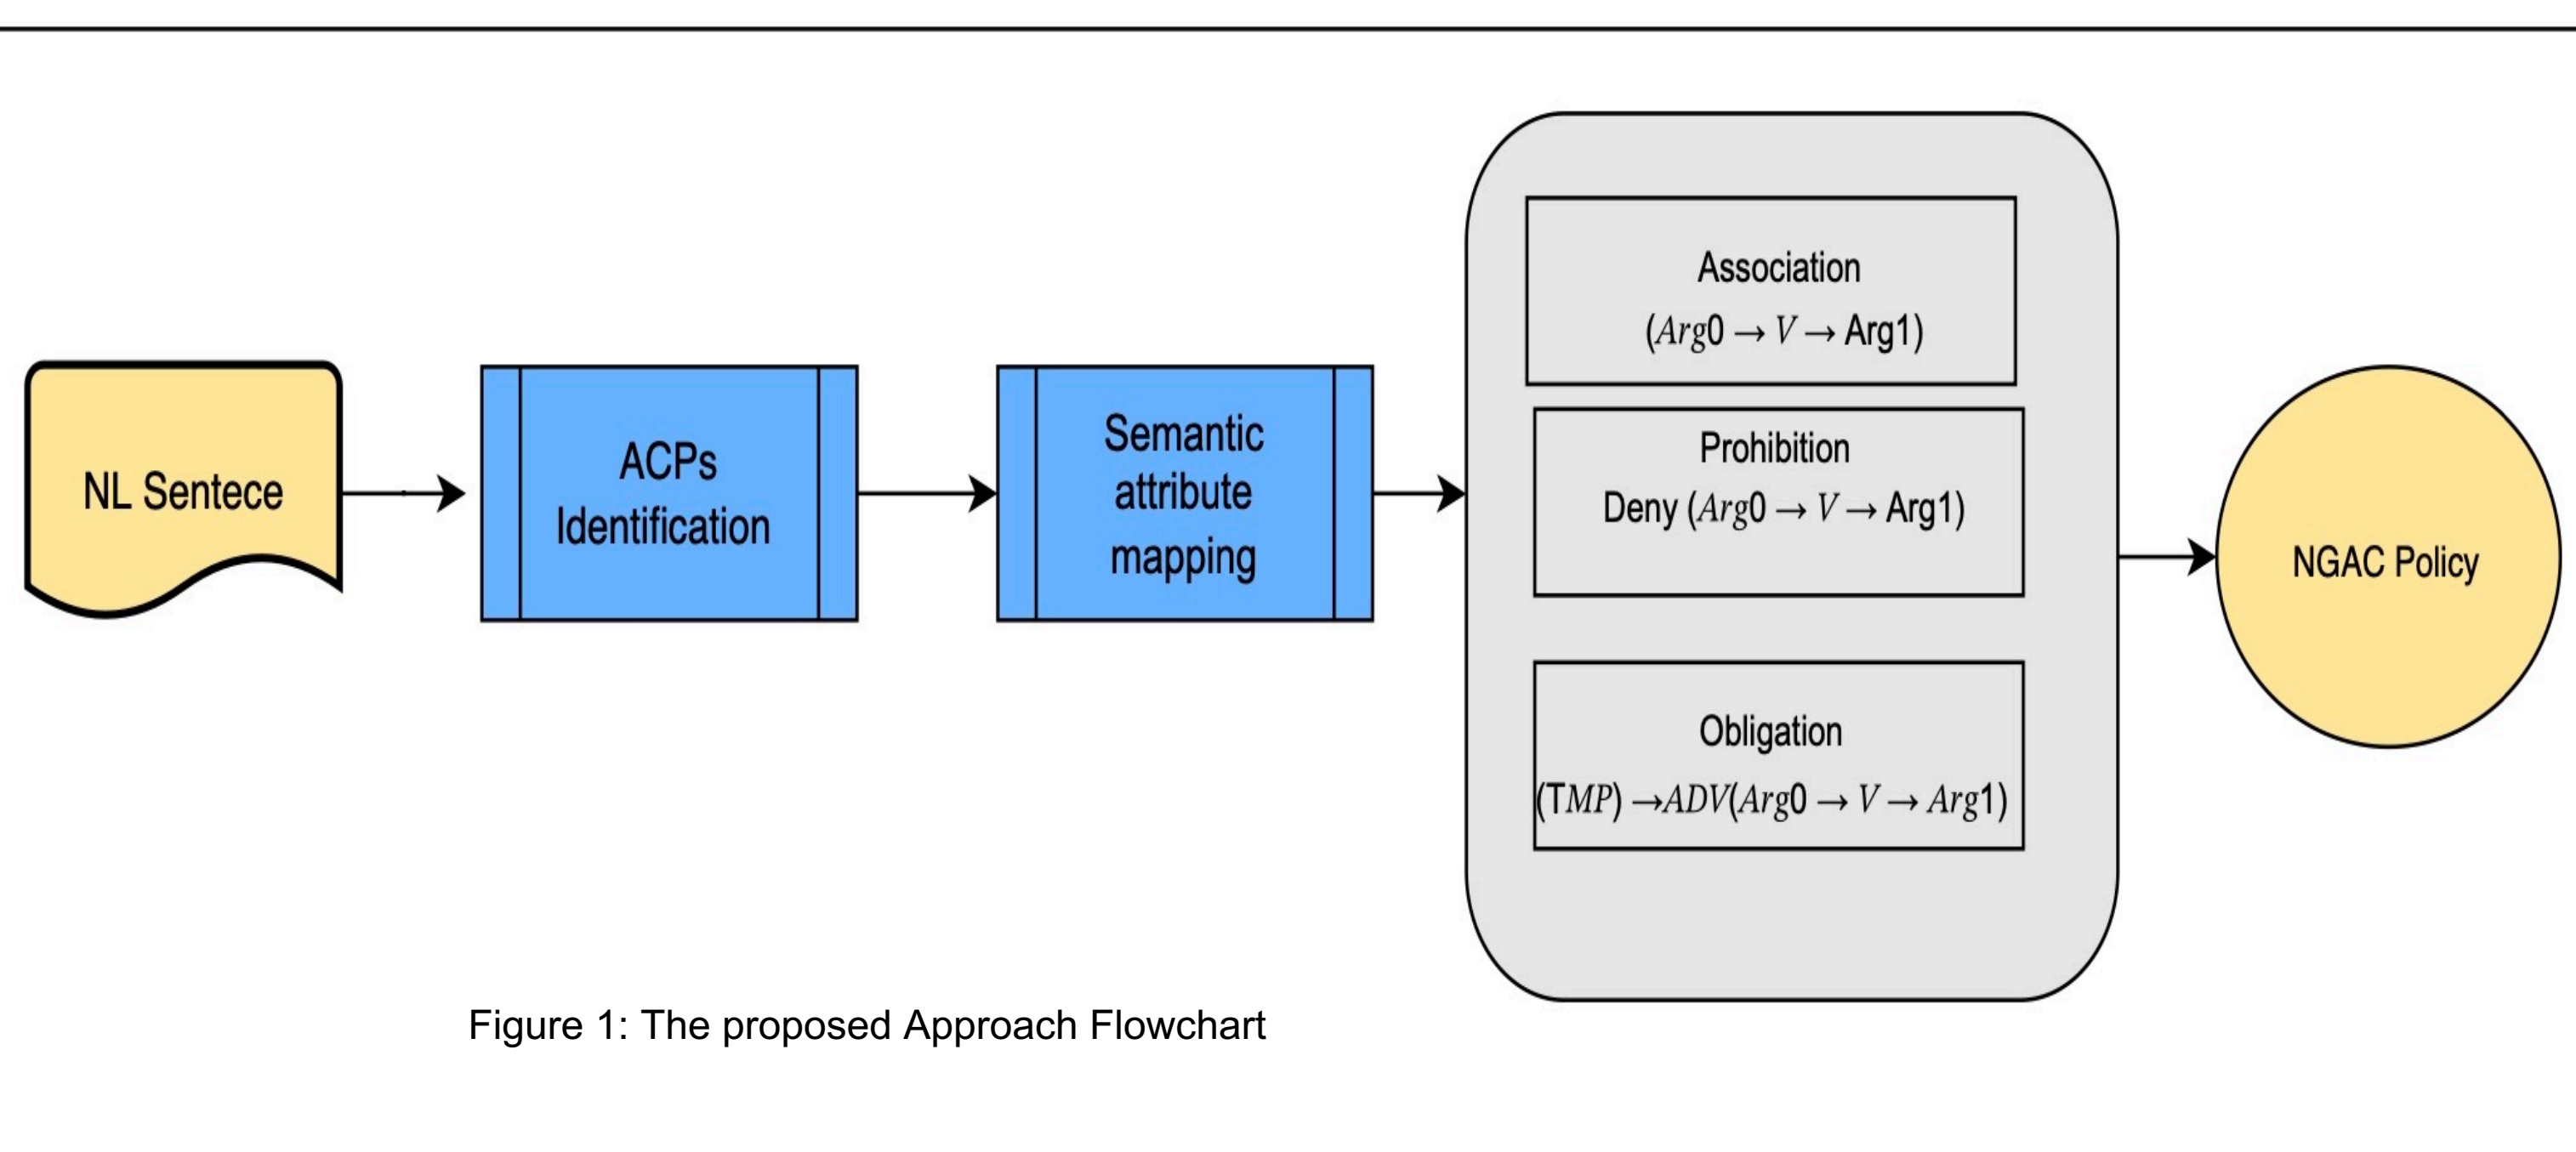 NL Sentece
ACPs
Identification
Semantic
attribute
mapping
Association
(Arg0 → V → Arg1)
Prohibition
Deny (Arg0 → V → Arg1)
Obligation
(TMP) →ADV(Arg0 → V → Arg1)
NGAC Policy
Figure 1: The proposed Approach Flowchart